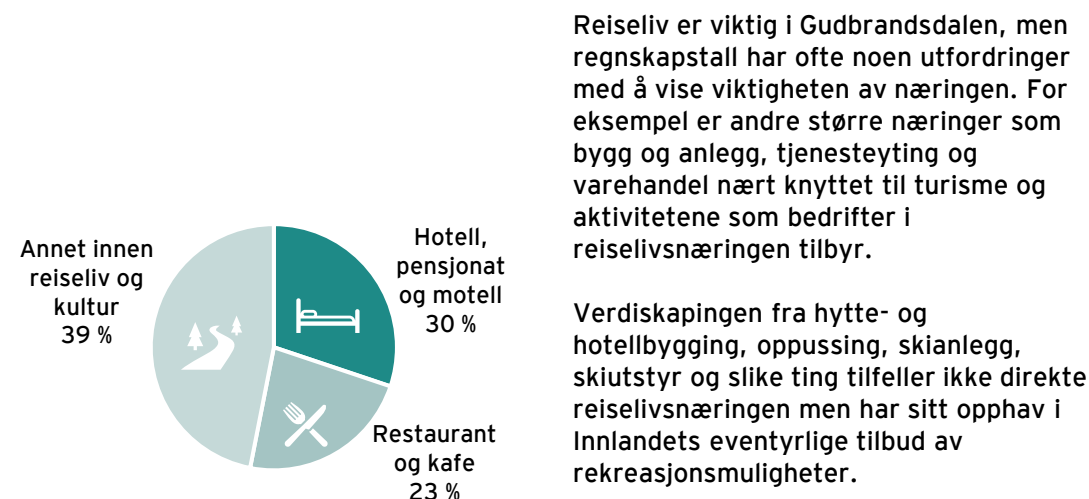 Annet innen
reiseliv og
kultur
39 %
Hotell,
pensjonat
og motell
30 %
Restaurant
og kafe
23 %
Reiseliv er viktig i Gudbrandsdalen, men
regnskapstall har ofte noen utfordringer
med å vise viktigheten av næringen. For
eksempel er andre større næringer som
bygg og anlegg, tjenesteyting og
varehandel nært knyttet til turisme og
aktivitetene som bedrifter i
reiselivsnæringen tilbyr.
Verdiskapingen fra hytte- og
hotellbygging, oppussing, skianlegg,
skiutstyr og slike ting tilfeller ikke direkte
reiselivsnæringen men har sitt opphav i
Innlandets eventyrlige tilbud av
rekreasjonsmuligheter.